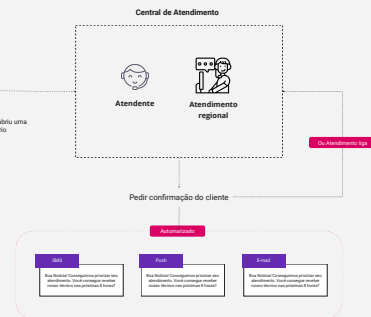 Central de Atendimento
Atendente
Atendimento
regional
abriu uma
Ou Atendimento liga
Pedir confirmação do cliente
Automatizado
SMS
Push
E-mail
Boa Notícia! Conseguimos priorizar seu
atendimento. Você consegue receber
nosso técnico nas próximas 8 horas?
Boa Notícia! Conseguimos priorizar seu
atendimento. Você consegue receber
nosso técnico nas próximas 8 horas?
Boa Notícia! Conseguimos priorizar seu
atendimento. Você consegue receber
nosso técnico nas próximas 8 horas?